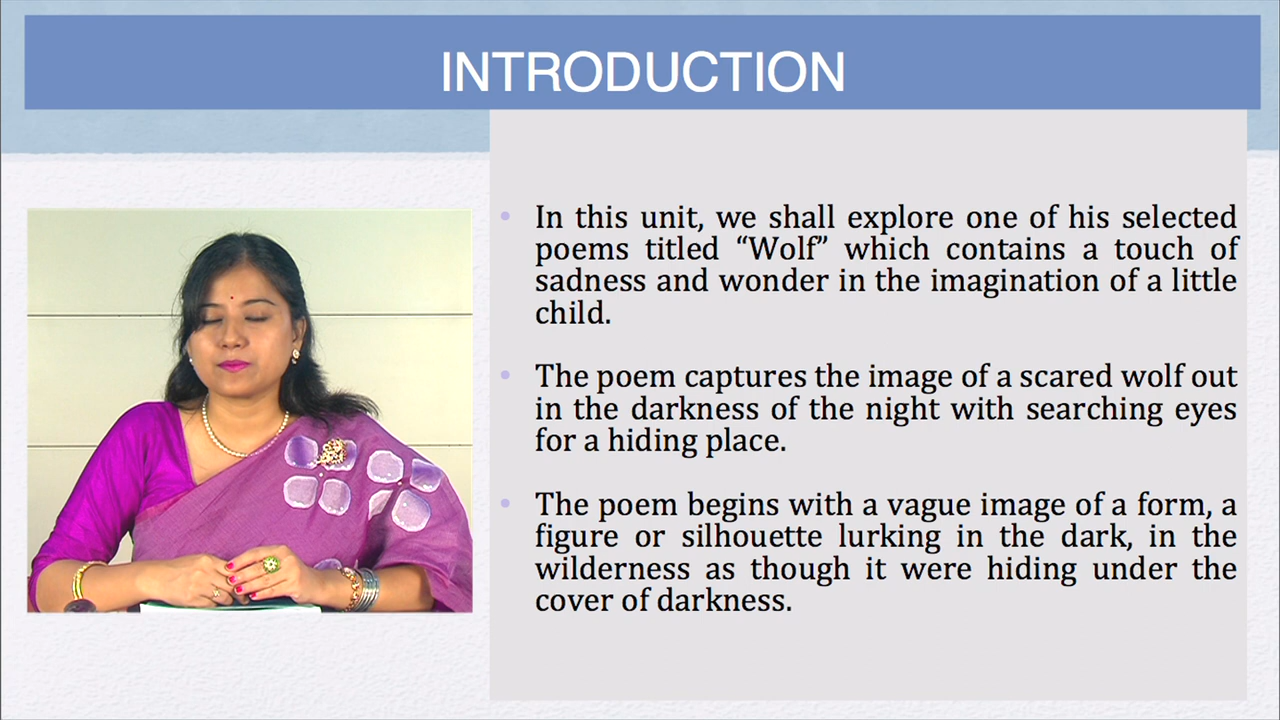 INTRODUCTION
• In this unit, we shall explore one of his selected
poems titled “Wolf” which contains a touch of
sadness and wonder in the imagination of a little
child.
• The poem captures the image of a scared wolf out
in the darkness of the night with searching eyes
for a hiding place.
• The poem begins with a vague image of a form, a
figure or silhouette lurking in the dark, in the
wilderness as though it were hiding under the
cover of darkness.